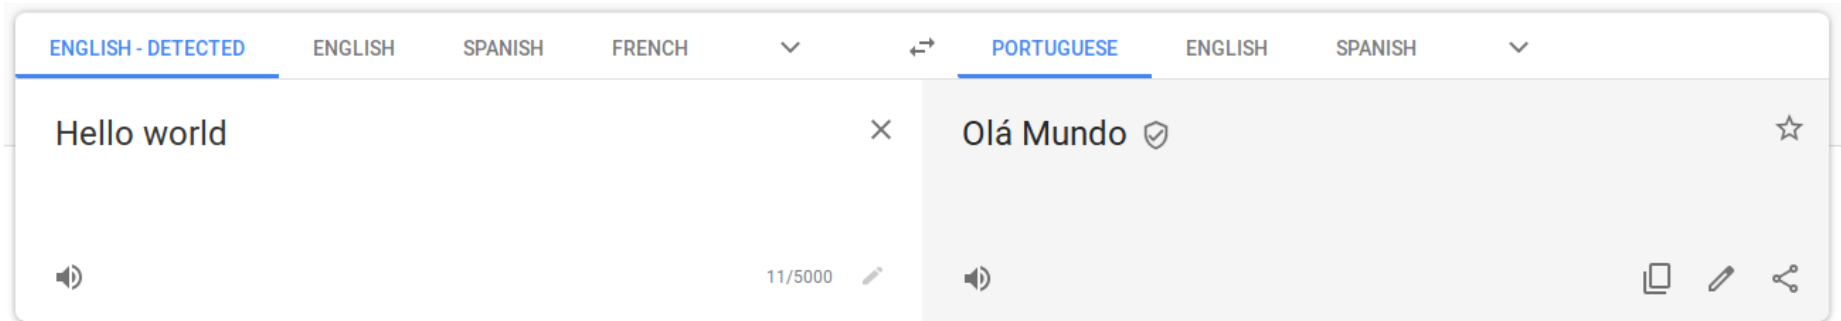 ENGLISH - DETECTED ENGLISH SPANISH FRENCH PORTUGUESE ENGLISH SPANISH
Hello world
Olá Mundo
11/5000